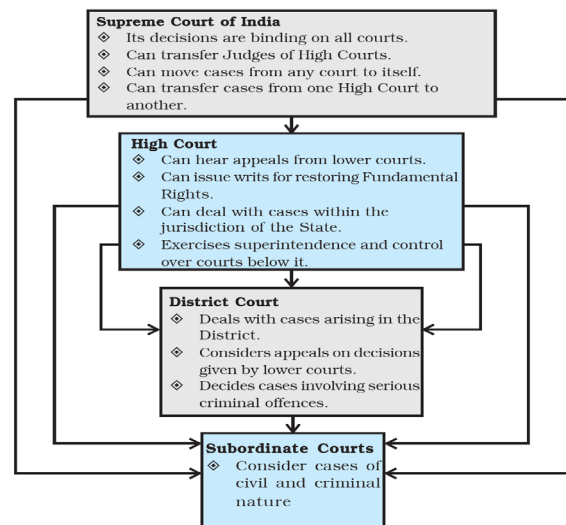 Supreme Court of India
◈ Its decisions are binding on all courts.
◈ Can transfer Judges of High Courts.
◈ Can move cases from any court to itself.
◈ Can transfer cases from one High Court to
another.
High Court
◈ Can hear appeals from lower courts.
◈ Can issue writs for restoring Fundamental
Rights.
◈ Can deal with cases within the
jurisdiction of the State.
◈ Exercises superintendence and control
over courts below it.
District Court
◈ Deals with cases arising in the
District.
◈ Considers appeals on decisions
given by lower courts.
◈ Decides cases involving serious
criminal offences.
Subordinate Courts
◈ Consider cases of
civil and criminal
nature